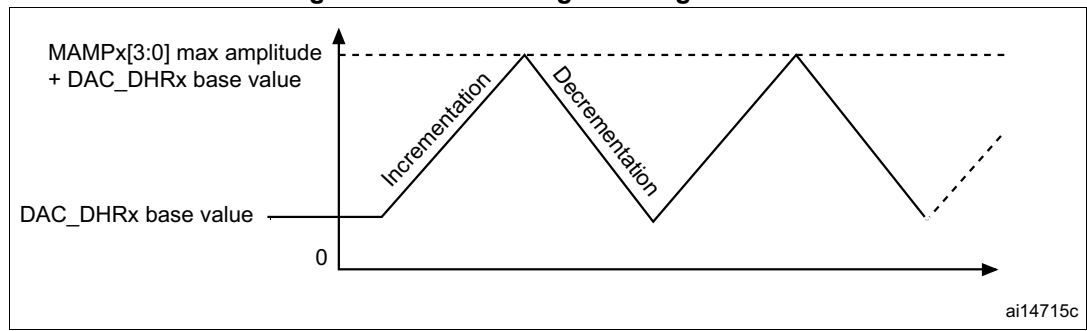 MAMPx[3:0] max amplitude
+ DAC_DHRx base value
Incrementation
Decrementation
DAC_DHRx base value
0
ai14715c